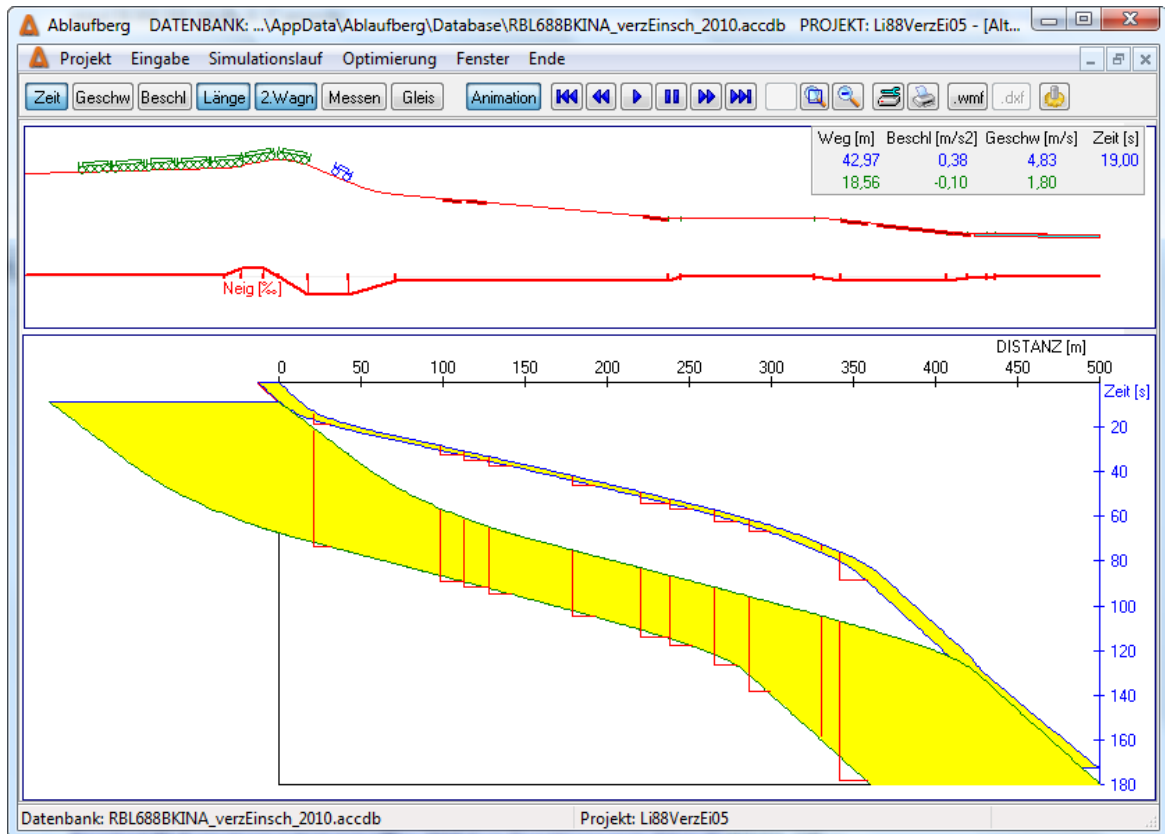 Ablaufberg DATENBANK: ...\AppData\Ablaufberg\Database\RBL688BKINA_verzEinsch_2010.accdb PROJEKT: Li88VerzEi05 - [Alt...
Projekt Eingabe Simulationslauf Optimierung Fenster Ende
Zeit Geschw Beschl Länge 2.Wagn Messen Gleis Animation .wmf .dxf
Weg [m] Beschl [m/s2] Geschw [m/s] Zeit [s]
42,97 0,38 4,83 19,00
18,56 -0,10 1,80
Neig [‰]
DISTANZ [m]
0 50 100 150 200 250 300 350 400 450 500
Zeit [s]
20
40
60
80
100
120
140
160
180
Datenbank: RBL688BKINA_verzEinsch_2010.accdb Projekt: Li88VerzEi05